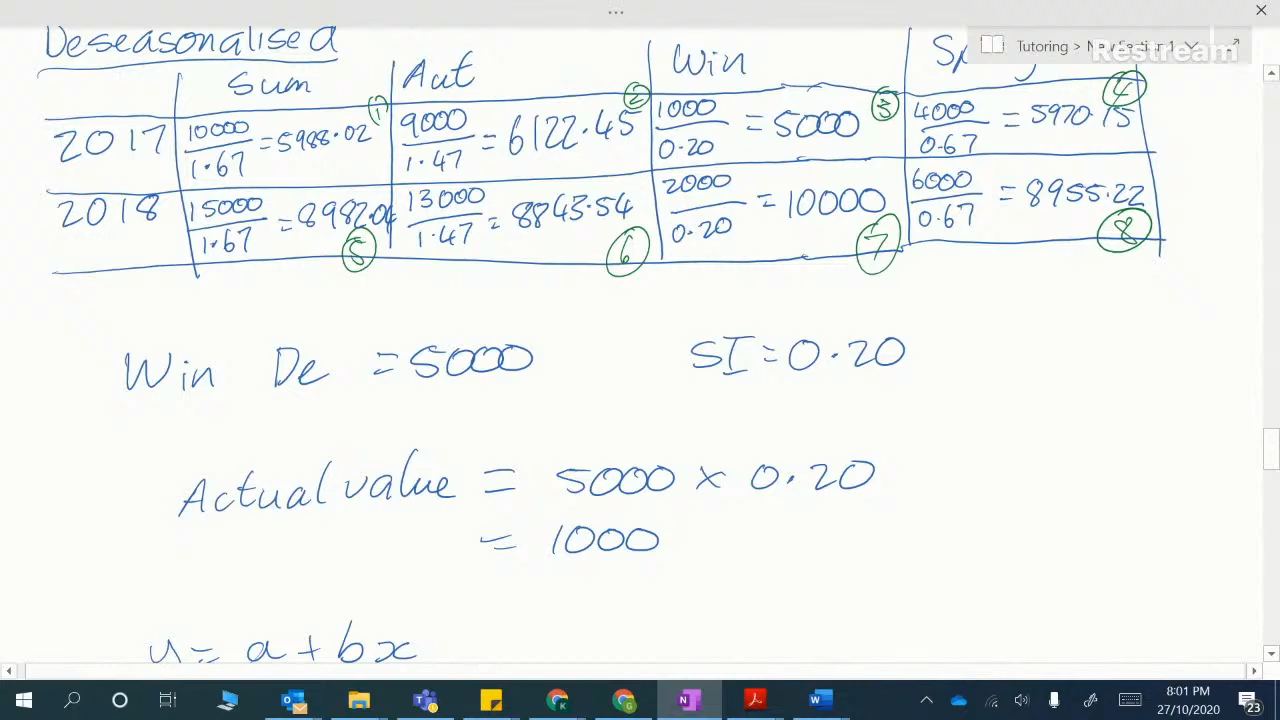 Deseasonalised
Tutoring > New Section 1
Restream
Sum Aut Win
2017 10000/1.67 = 5988.02 ① 9000/1.47 = 6122.45 ② 1000/0.20 = 5000 ③ 4000/0.67 = 5970.15 ④
2018 15000/1.67 = 8982.04 ⑤ 13000/1.47 = 8843.54 ⑥ 2000/0.20 = 10000 ⑦ 6000/0.67 = 8955.22 ⑧
Win De = 5000 SI = 0.20
Actual value = 5000 × 0.20
= 1000
y = a + bx
8:01 PM
27/10/2020
23